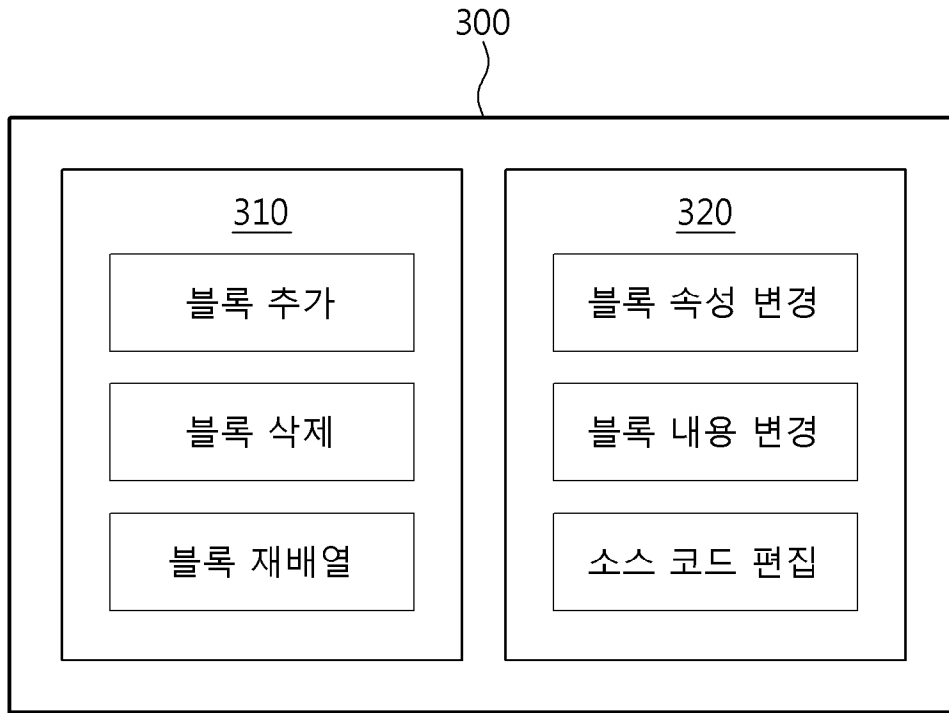 300
310
블록 추가
블록 삭제
블록 재배열
320
블록 속성 변경
블록 내용 변경
소스 코드 편집